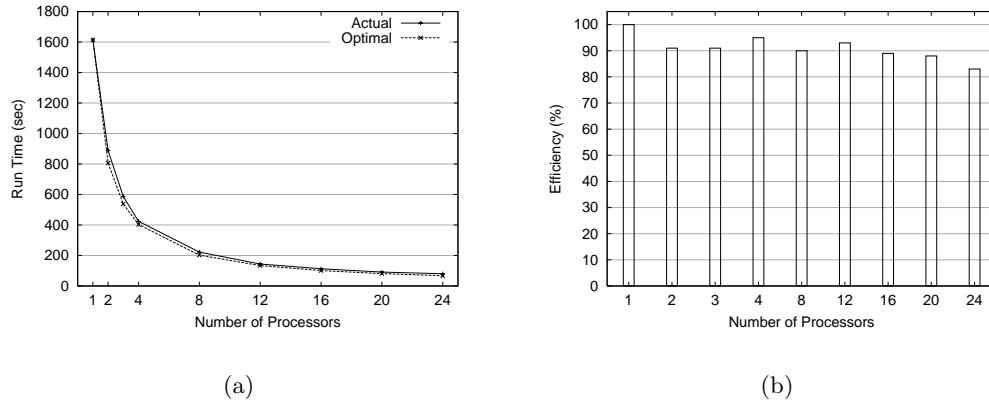 Run Time (sec)
1800
1600
1400
1200
1000
800
600
400
200
0
Actual
Optimal
1 2 4 8 12 16 20 24
Number of Processors
(a)
Efficiency (%)
100
90
80
70
60
50
40
30
20
10
0
1 2 3 4 8 12 16 20 24
Number of Processors
(b)